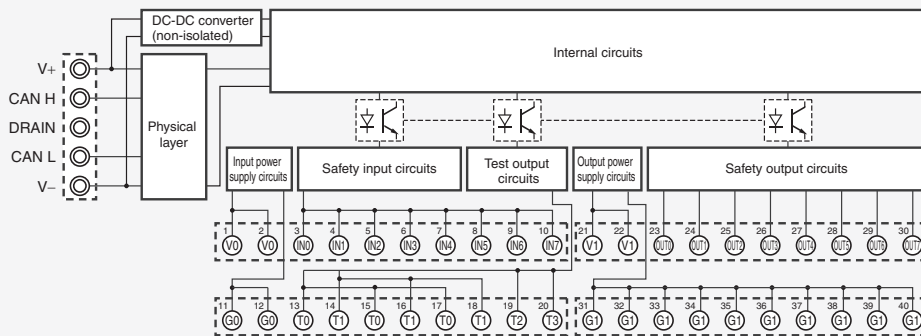 DC-DC converter
(non-isolated)
Internal circuits
V+
CAN H
DRAIN
CAN L
V–
Physical
layer
Input power
supply circuits
Safety input circuits
Test output
circuits
Output power
supply circuits
Safety output circuits
1 2 3 4 5 6 7 8 9 10
V0 V0 IN0 IN1 IN2 IN3 IN4 IN5 IN6 IN7
21 22 23 24 25 26 27 28 29 30
V1 V1 OUT0 OUT1 OUT2 OUT3 OUT4 OUT5 OUT6 OUT7
11 12 13 14 15 16 17 18 19 20
G0 G0 T0 T1 T0 T1 T0 T1 T2 T3
31 32 33 34 35 36 37 38 39 40
G1 G1 G1 G1 G1 G1 G1 G1 G1 G1